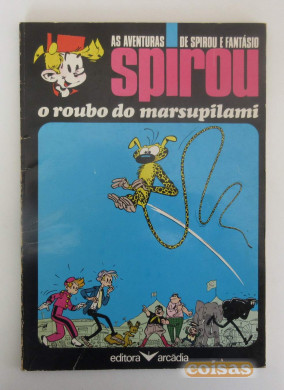 AS AVENTURAS DE SPIROU E FANTÁSIO
spirou
o roubo do marsupilami
editora arcádia
coisas